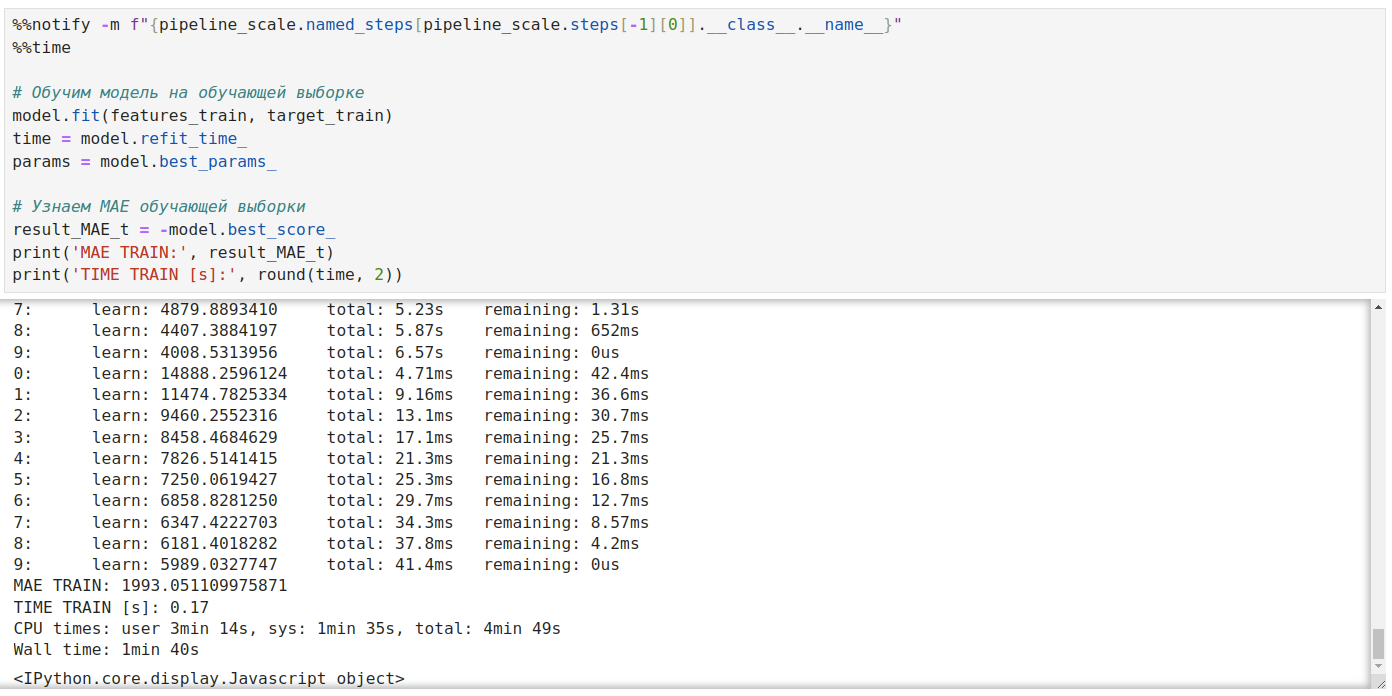 %%notify -m f"{pipeline_scale.named_steps[pipeline_scale.steps[-1][0]].__class__.__name__}"
%%time
# Обучим модель на обучающей выборке
model.fit(features_train, target_train)
time = model.refit_time_
params = model.best_params_
# Узнаем MAE обучающей выборки
result_MAE_t = -model.best_score_
print('MAE TRAIN:', result_MAE_t)
print('TIME TRAIN [s]:', round(time, 2))
7: learn: 4879.8893410 total: 5.23s remaining: 1.31s
8: learn: 4407.3884197 total: 5.87s remaining: 652ms
9: learn: 4008.5313956 total: 6.57s remaining: 0us
0: learn: 14888.2596124 total: 4.71ms remaining: 42.4ms
1: learn: 11474.7825334 total: 9.16ms remaining: 36.6ms
2: learn: 9460.2552316 total: 13.1ms remaining: 30.7ms
3: learn: 8458.4684629 total: 17.1ms remaining: 25.7ms
4: learn: 7826.5141415 total: 21.3ms remaining: 21.3ms
5: learn: 7250.0619427 total: 25.3ms remaining: 16.8ms
6: learn: 6858.8281250 total: 29.7ms remaining: 12.7ms
7: learn: 6347.4222703 total: 34.3ms remaining: 8.57ms
8: learn: 6181.4018282 total: 37.8ms remaining: 4.2ms
9: learn: 5989.0327747 total: 41.4ms remaining: 0us
MAE TRAIN: 1993.051109975871
TIME TRAIN [s]: 0.17
CPU times: user 3min 14s, sys: 1min 35s, total: 4min 49s
Wall time: 1min 40s
<IPython.core.display.Javascript object>